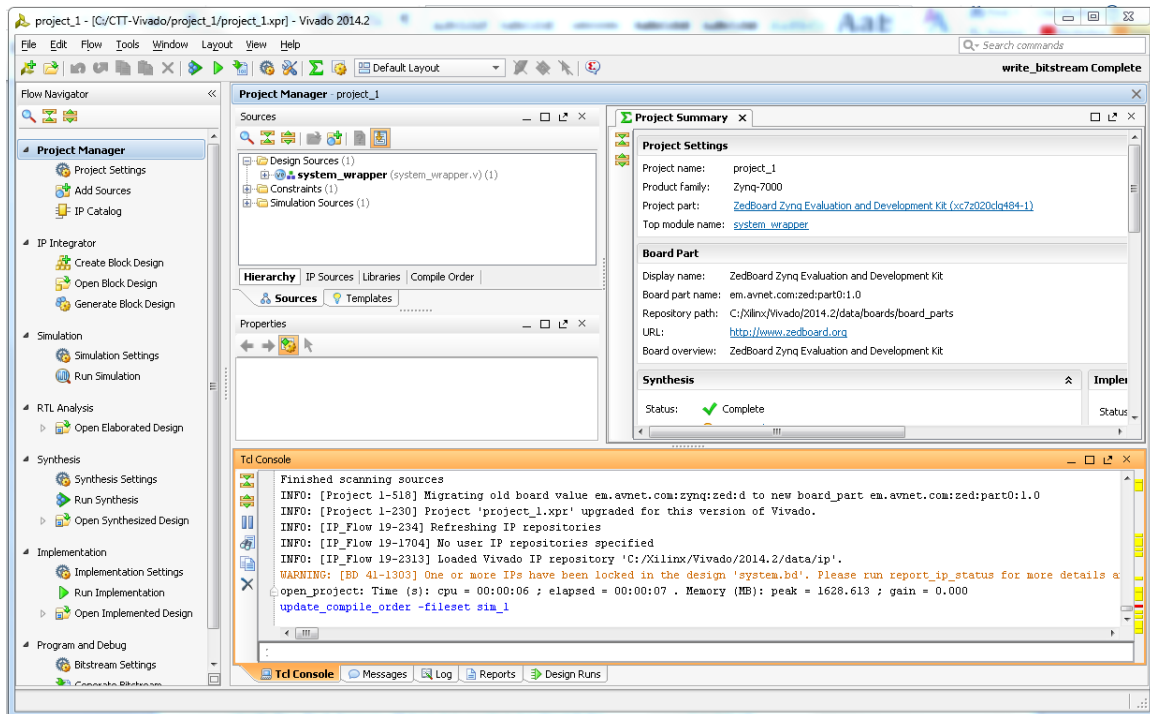 project_1 - [C:/CTT-Vivado/project_1/project_1.xpr] - Vivado 2014.2
File Edit Flow Tools Window Layout View Help
Search commands
Default Layout
write_bitstream Complete
Flow Navigator
Project Manager
Project Settings
Add Sources
IP Catalog
IP Integrator
Create Block Design
Open Block Design
Generate Block Design
Simulation
Simulation Settings
Run Simulation
RTL Analysis
Open Elaborated Design
Synthesis
Synthesis Settings
Run Synthesis
Open Synthesized Design
Implementation
Implementation Settings
Run Implementation
Open Implemented Design
Program and Debug
Bitstream Settings
Generate Bitstream
Project Manager - project_1
Sources
Design Sources (1)
system_wrapper (system_wrapper.v) (1)
Constraints (1)
Simulation Sources (1)
Hierarchy IP Sources Libraries Compile Order
Sources Templates
Properties
Project Summary
Project Settings
Project name: project_1
Product family: Zynq-7000
Project part: ZedBoard Zynq Evaluation and Development Kit (xc7z020clg484-1)
Top module name: system_wrapper
Board Part
Display name: ZedBoard Zynq Evaluation and Development Kit
Board part name: em.avnet.com:zed:part0:1.0
Repository path: C:/Xilinx/Vivado/2014.2/data/boards/board_parts
URL: http://www.zedboard.org
Board overview: ZedBoard Zynq Evaluation and Development Kit
Synthesis
Status: Complete
Status
Tcl Console
Finished scanning sources
INFO: [Project 1-518] Migrating old board value em.avnet.com:zynq:zed:d to new board_part em.avnet.com:zed:part0:1.0
INFO: [Project 1-230] Project 'project_1.xpr' upgraded for this version of Vivado.
INFO: [IP_Flow 19-234] Refreshing IP repositories
INFO: [IP_Flow 19-1704] No user IP repositories specified
INFO: [IP_Flow 19-2313] Loaded Vivado IP repository 'C:/Xilinx/Vivado/2014.2/data/ip'.
WARNING: [BD 41-1303] One or more IPs have been locked in the design 'system.bd'. Please run report_ip_status for more details a
open_project: Time (s): cpu = 00:00:06 ; elapsed = 00:00:07 . Memory (MB): peak = 1628.613 ; gain = 0.000
update_compile_order -fileset sim_1
Tcl Console Messages Log Reports Design Runs